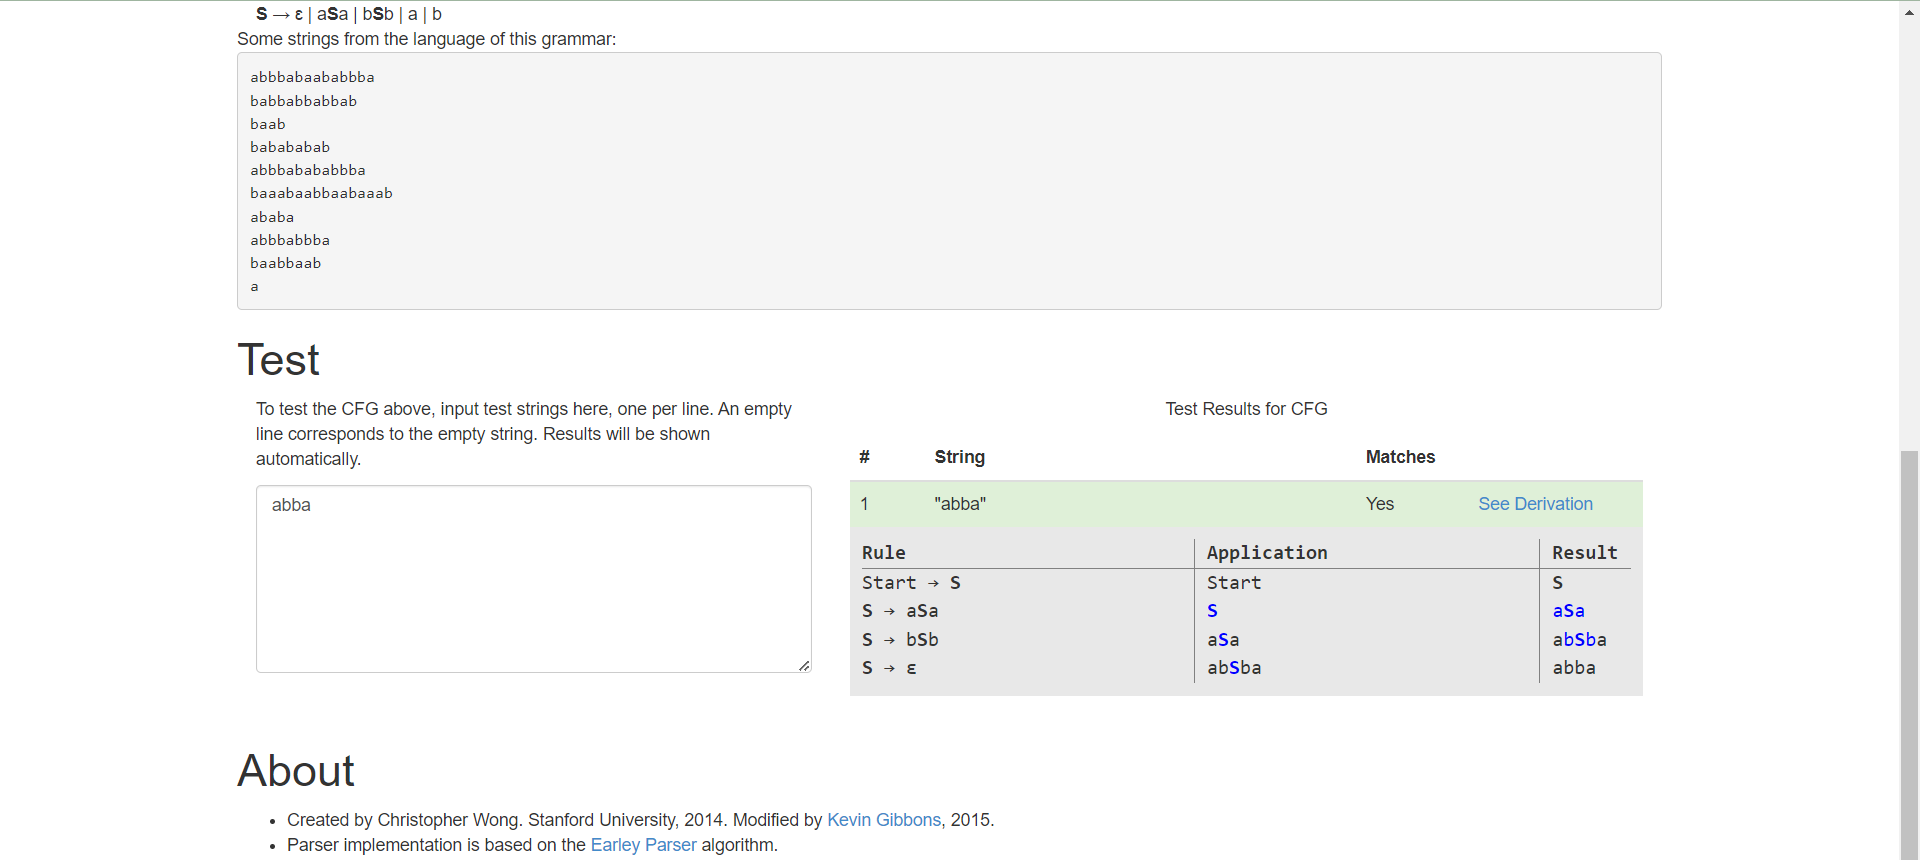 S → ε | aSa | bSb | a | b
Some strings from the language of this grammar:
abbbabaababbba
babbabbabbab
baab
babababab
abbbabababbba
baaabaabbaabaaab
ababa
abbbabbba
baabbaab
a
Test
To test the CFG above, input test strings here, one per line. An empty
line corresponds to the empty string. Results will be shown
automatically.
abba
Test Results for CFG
# String Matches
1 "abba" Yes See Derivation
Rule Application Result
Start → S Start S
S → aSa S aSa
S → bSb aSa abSba
S → ε abSba abba
About
• Created by Christopher Wong. Stanford University, 2014. Modified by Kevin Gibbons, 2015.
• Parser implementation is based on the Earley Parser algorithm.